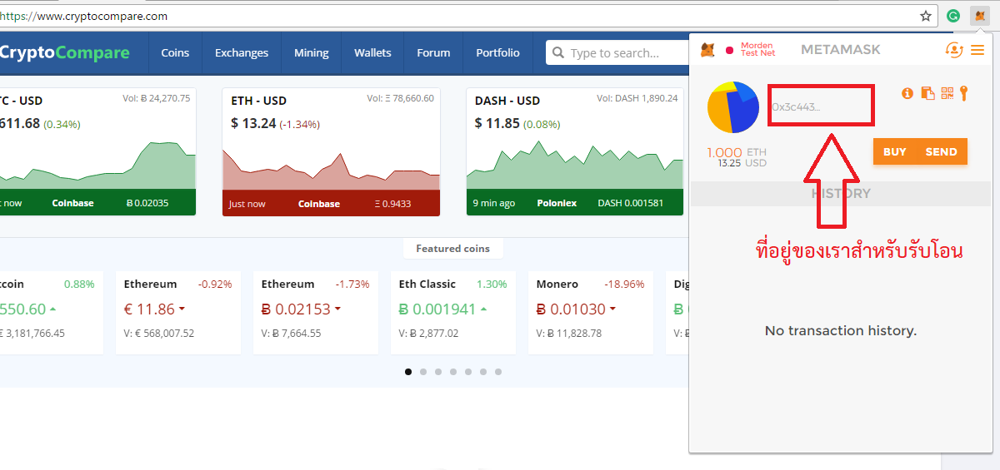 https://www.cryptocompare.com
CryptoCompare
Coins
Exchanges
Mining
Wallets
Forum
Portfolio
Type to search...
TC - USD
Vol: Ƀ 24,270.75
611.68 (0.34%)
t now
Coinbase
Ƀ 0.02035
ETH - USD
Vol: Ξ 78,660.60
$ 13.24 (-1.34%)
Just now
Coinbase
Ξ 0.9433
DASH - USD
Vol: DASH 1,890.24
$ 11.85 (0.08%)
9 min ago
Poloniex
DASH 0.001581
Featured coins
tcoin
0.88%
550.60
€ 3,181,766.45
Ethereum
-0.92%
€ 11.86
V: € 568,007.52
Ethereum
-1.73%
Ƀ 0.02153
V: Ƀ 7,664.55
Eth Classic
1.30%
Ƀ 0.001941
V: Ƀ 2,877.02
Monero
-18.96%
Ƀ 0.01030
V: Ƀ 11,828.78
Dig
Ƀ 0
V: Ƀ
Morden
Test Net
METAMASK
0x3c443...
1.000 ETH
13.25 USD
BUY
SEND
HISTORY
ที่อยู่ของเราสำหรับรับโอน
No transaction history.